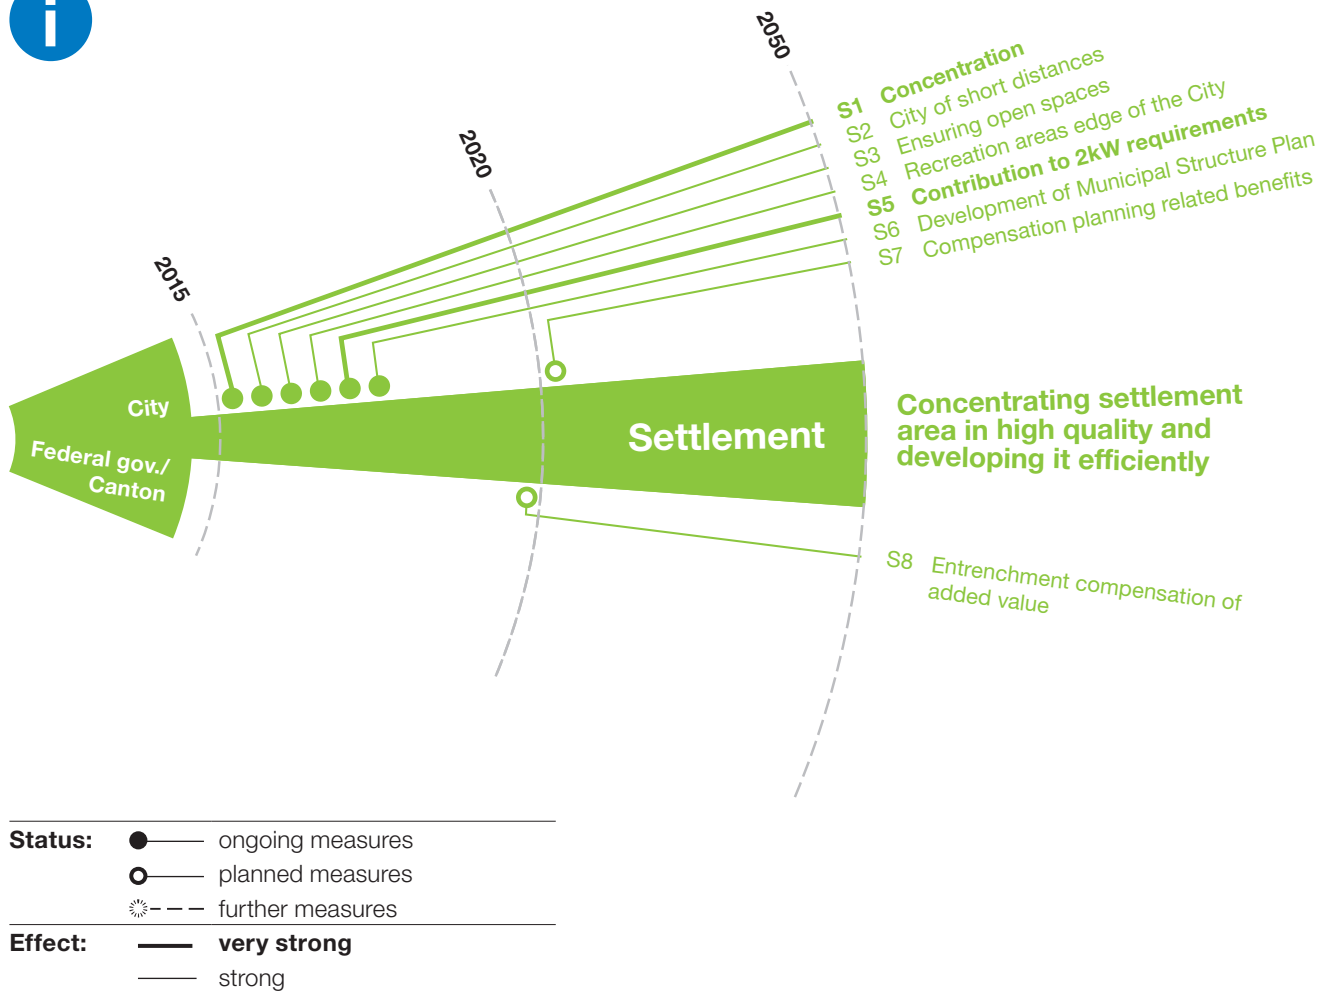 i
2015
2020
2050
S1 Concentration
S2 City of short distances
S3 Ensuring open spaces
S4 Recreation areas edge of the City
S5 Contribution to 2kW requirements
S6 Development of Municipal Structure Plan
S7 Compensation planning related benefits
City
Federal gov./
Canton
Settlement
Concentrating settlement
area in high quality and
developing it efficiently
S8 Entrenchment compensation of
added value
Status:
ongoing measures
planned measures
further measures
Effect:
very strong
strong